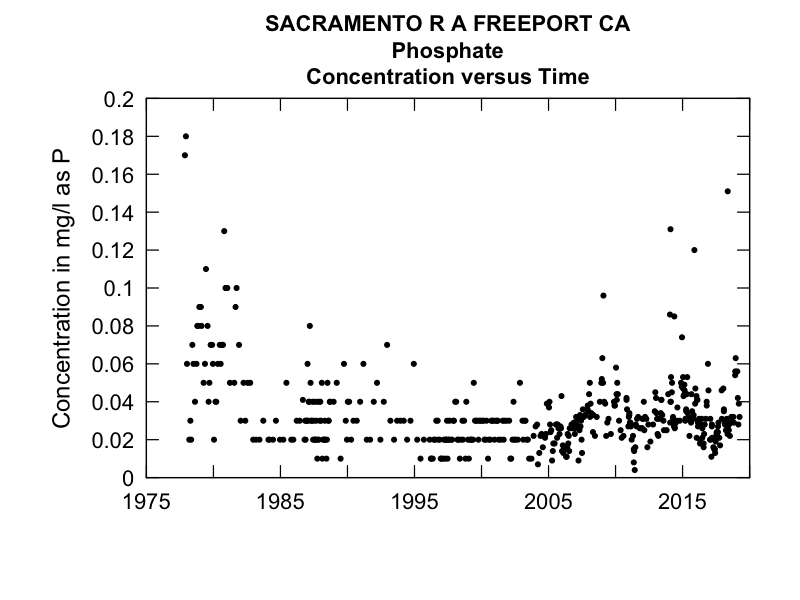 SACRAMENTO R A FREEPORT CA
Phosphate
Concentration versus Time
Concentration in mg/l as P
0.2
0.18
0.16
0.14
0.12
0.1
0.08
0.06
0.04
0.02
0
1975 1985 1995 2005 2015